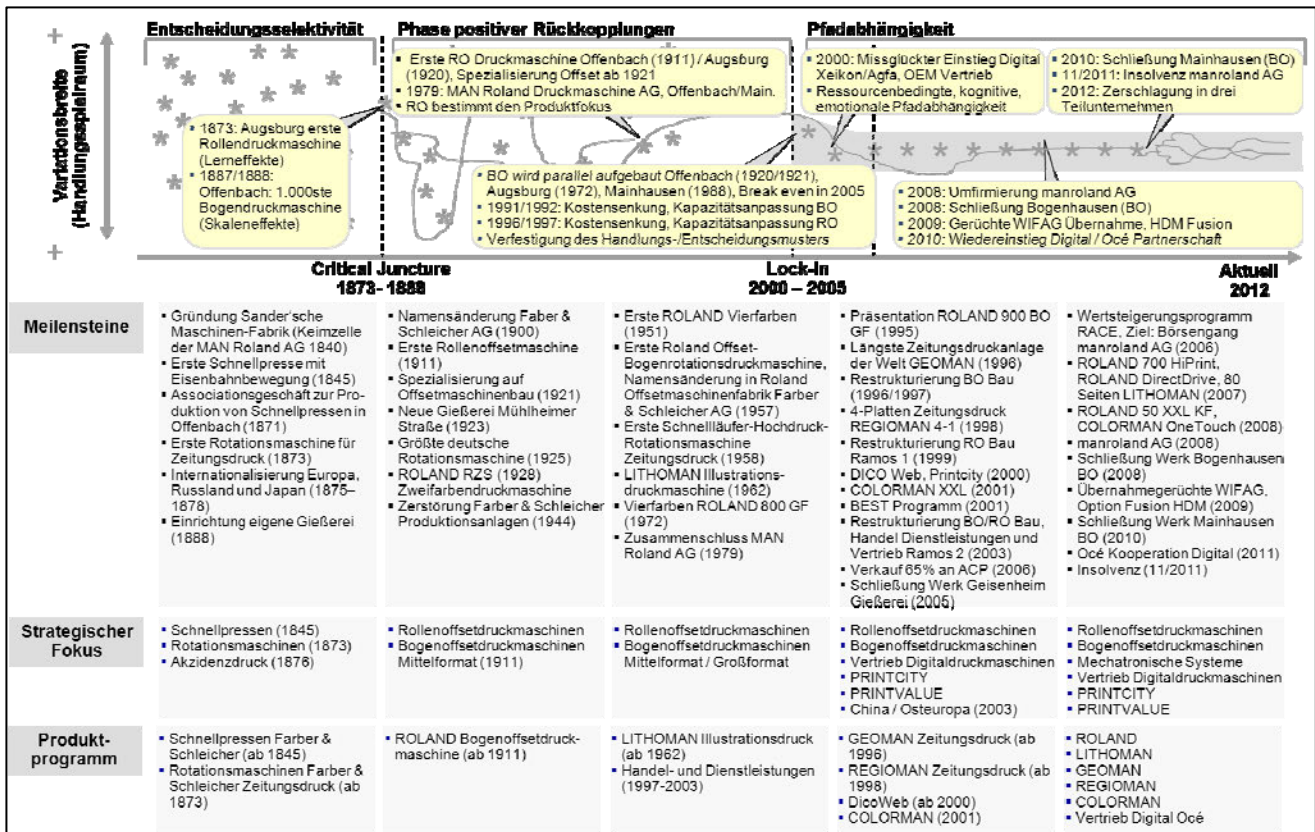 Entscheidungsselektivität
Phase positiver Rückkopplungen
Pfadabhängigkeit
Variationsbreite
(Handlungsspielraum)
▪ 1873: Augsburg erste
Rollendruckmaschine
(Lerneffekte)
▪ 1887/1888:
Offenbach: 1.000ste
Bogendruckmaschine
(Skaleneffekte)
▪ Erste RO Druckmaschine Offenbach (1911) / Augsburg
(1920), Spezialisierung Offset ab 1921
▪ 1979: MAN Roland Druckmaschine AG, Offenbach/Main.
▪ RO bestimmt den Produktfokus
▪ BO wird parallel aufgebaut Offenbach (1920/1921),
Augsburg (1972), Mainhausen (1988), Break even in 2005
▪ 1991/1992: Kostensenkung, Kapazitätsanpassung BO
▪ 1996/1997: Kostensenkung, Kapazitätsanpassung RO
▪ Verfestigung des Handlungs-/Entscheidungsmusters
▪ 2000: Missglückter Einstieg Digital
Xeikon/Agfa, OEM Vertrieb
▪ Ressourcenbedingte, kognitive,
emotionale Pfadabhängigkeit
▪ 2010: Schließung Mainhausen (BO)
▪ 11/2011: Insolvenz manroland AG
▪ 2012: Zerschlagung in drei
Teilunternehmen
▪ 2008: Umfirmierung manroland AG
▪ 2008: Schließung Bogenhausen (BO)
▪ 2009: Gerüchte WIFAG Übernahme, HDM Fusion
▪ 2010: Wiedereinstieg Digital / Océ Partnerschaft
Critical Juncture
1873-1888
Lock-In
2000 – 2005
Aktuell
2012
Meilensteine
▪ Gründung Sander'sche
Maschinen-Fabrik (Keimzelle
der MAN Roland AG 1840)
▪ Erste Schnellpresse mit
Eisenbahnbewegung (1845)
▪ Associationsgeschäft zur Pro-
duktion von Schnellpressen in
Offenbach (1871)
▪ Erste Rotationsmaschine für
Zeitungsdruck (1873)
▪ Internationalisierung Europa,
Russland und Japan (1875–
1878)
▪ Einrichtung eigene Gießerei
(1888)
▪ Namensänderung Faber &
Schleicher AG (1900)
▪ Erste Rollenoffsetmaschine
(1911)
▪ Spezialisierung auf
Offsetmaschinenbau (1921)
▪ Neue Gießerei Mühlheimer
Straße (1923)
▪ Größte deutsche
Rotationsmaschine (1925)
▪ ROLAND RZS (1928)
Zweifarbendruckmaschine
▪ Zerstörung Farber & Schleicher
Produktionsanlagen (1944)
▪ Erste ROLAND Vierfarben
(1951)
▪ Erste Roland Offset-
Bogenrotationsdruckmaschine,
Namensänderung in Roland
Offsetmaschinenfabrik Farber
& Schleicher AG (1957)
▪ Erste Schnellläufer-Hochdruck-
Rotationsmaschine
Zeitungsdruck (1958)
▪ LITHOMAN Illustrations-
druckmaschine (1962)
▪ Vierfarben ROLAND 800 GF
(1972)
▪ Zusammenschluss MAN
Roland AG (1979)
▪ Präsentation ROLAND 900 BO
GF (1995)
▪ Längste Zeitungsdruckanlage
der Welt GEOMAN (1996)
▪ Restrukturierung BO Bau
(1996/1997)
▪ 4-Platten Zeitungsdruck
REGIOMAN 4-1 (1998)
▪ Restrukturierung RO Bau
Ramos 1 (1999)
▪ DICO Web, Printcity (2000)
▪ COLORMAN XXL (2001)
▪ BEST Programm (2001)
▪ Restrukturierung BO/RO Bau,
Handel Dienstleistungen und
Vertrieb Ramos 2 (2003)
▪ Verkauf 65% an ACP (2006)
▪ Schließung Werk Geisenheim
Gießerei (2005)
▪ Wertsteigerungsprogramm
RACE, Ziel: Börsengang
manroland AG (2006)
▪ ROLAND 700 HiPrint,
ROLAND DirectDrive, 80
Seiten LITHOMAN (2007)
▪ ROLAND 50 XXL KF,
COLORMAN OneTouch (2008)
▪ manroland AG (2008)
▪ Schließung Werk Bogenhausen
BO (2008)
▪ Übernahmegerüchte WIFAG,
Option Fusion HDM (2009)
▪ Schließung Werk Mainhausen
BO (2010)
▪ Océ Kooperation Digital (2011)
▪ Insolvenz (11/2011)
Strategischer
Fokus
▪ Schnellpressen (1845)
▪ Rotationsmaschinen (1873)
▪ Akzidenzdruck (1876)
▪ Rollenoffsetdruckmaschinen
▪ Bogenoffsetdruckmaschinen
Mittelformat (1911)
▪ Rollenoffsetdruckmaschinen
▪ Bogenoffsetdruckmaschinen
Mittelformat / Großformat
▪ Rollenoffsetdruckmaschinen
▪ Bogenoffsetdruckmaschinen
▪ Vertrieb Digitaldruckmaschinen
▪ PRINTCITY
▪ PRINTVALUE
▪ China / Osteuropa (2003)
▪ Rollenoffsetdruckmaschinen
▪ Bogenoffsetdruckmaschinen
▪ Mechatronische Systeme
▪ Vertrieb Digitaldruckmaschinen
▪ PRINTCITY
▪ PRINTVALUE
Produkt-
programm
▪ Schnellpressen Farber &
Schleicher (ab 1845)
▪ Rotationsmaschinen Farber &
Schleicher Zeitungsdruck (ab
1873)
▪ ROLAND Bogenoffsetdruck-
maschine (ab 1911)
▪ LITHOMAN Illustrationsdruck
(ab 1962)
▪ Handel- und Dienstleistungen
(1997-2003)
▪ GEOMAN Zeitungsdruck (ab
1996)
▪ REGIOMAN Zeitungsdruck (ab
1998)
▪ DicoWeb (ab 2000)
▪ COLORMAN (2001)
▪ ROLAND
▪ LITHOMAN
▪ GEOMAN
▪ REGIOMAN
▪ COLORMAN
▪ Vertrieb Digital Océ